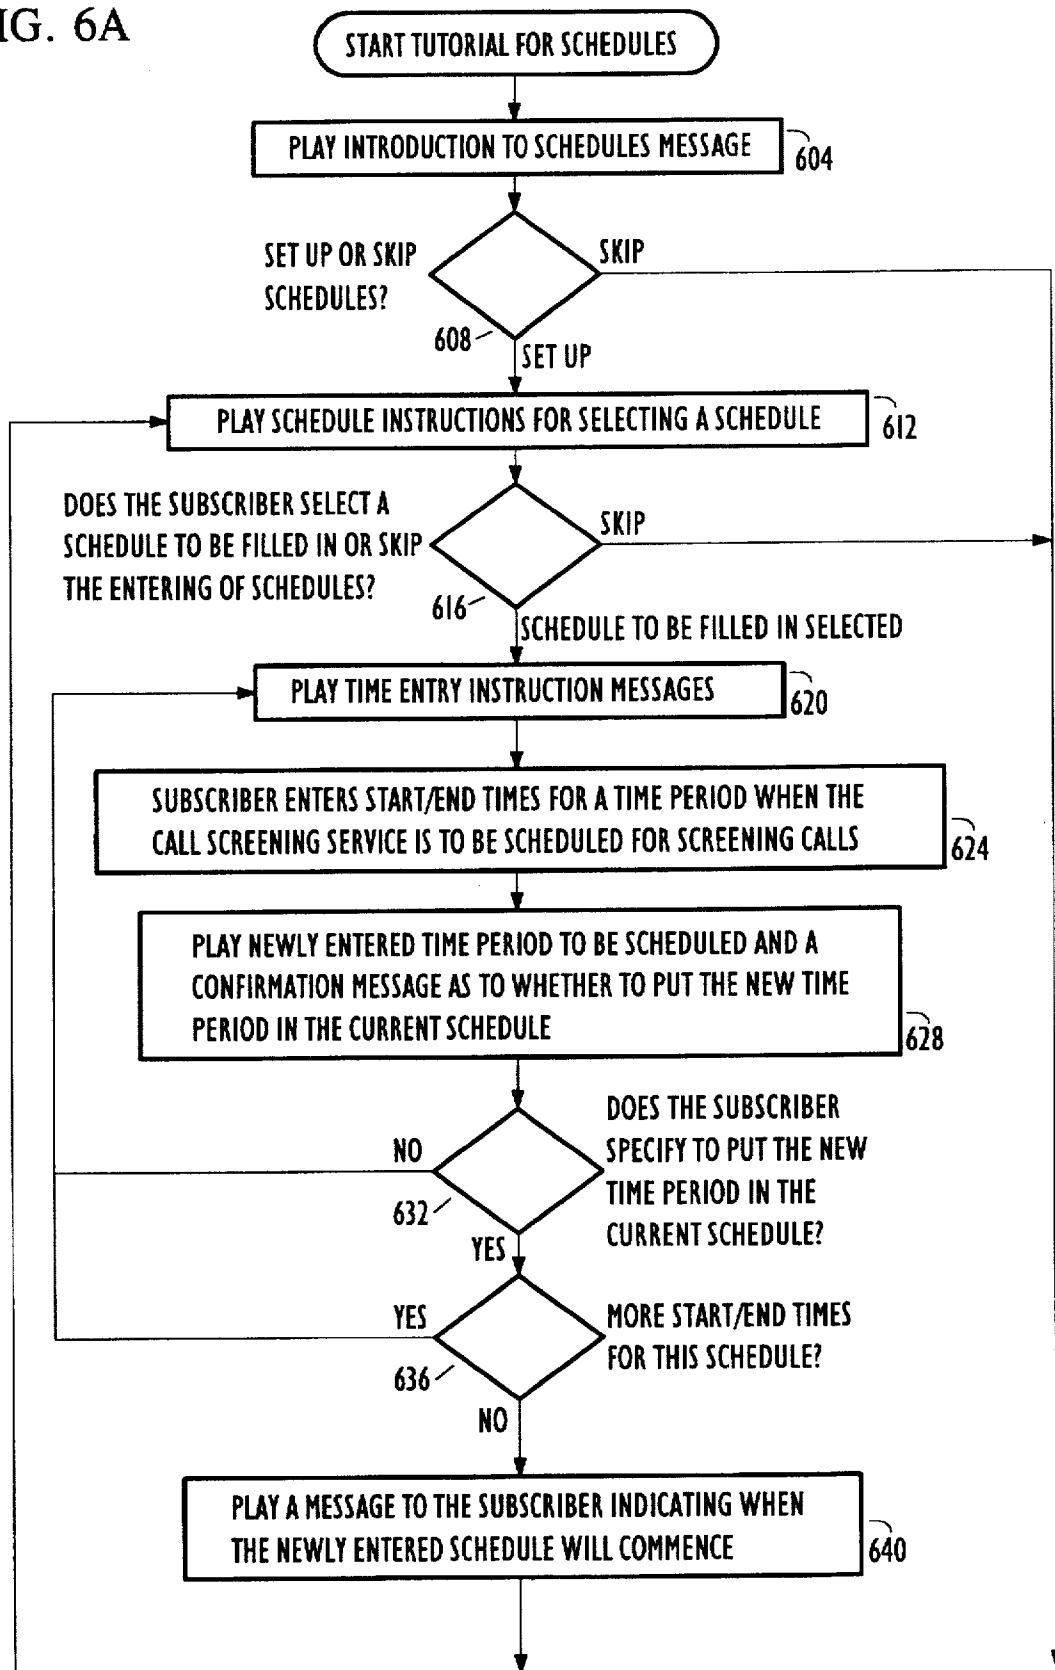 IG. 6A
START TUTORIAL FOR SCHEDULES
PLAY INTRODUCTION TO SCHEDULES MESSAGE
604
SET UP OR SKIP
SCHEDULES?
SKIP
608
SET UP
PLAY SCHEDULE INSTRUCTIONS FOR SELECTING A SCHEDULE
612
DOES THE SUBSCRIBER SELECT A
SCHEDULE TO BE FILLED IN OR SKIP
THE ENTERING OF SCHEDULES?
SKIP
616
SCHEDULE TO BE FILLED IN SELECTED
PLAY TIME ENTRY INSTRUCTION MESSAGES
620
SUBSCRIBER ENTERS START/END TIMES FOR A TIME PERIOD WHEN THE
CALL SCREENING SERVICE IS TO BE SCHEDULED FOR SCREENING CALLS
624
PLAY NEWLY ENTERED TIME PERIOD TO BE SCHEDULED AND A
CONFIRMATION MESSAGE AS TO WHETHER TO PUT THE NEW TIME
PERIOD IN THE CURRENT SCHEDULE
628
NO
632
DOES THE SUBSCRIBER
SPECIFY TO PUT THE NEW
TIME PERIOD IN THE
CURRENT SCHEDULE?
YES
YES
636
MORE START/END TIMES
FOR THIS SCHEDULE?
NO
PLAY A MESSAGE TO THE SUBSCRIBER INDICATING WHEN
THE NEWLY ENTERED SCHEDULE WILL COMMENCE
640